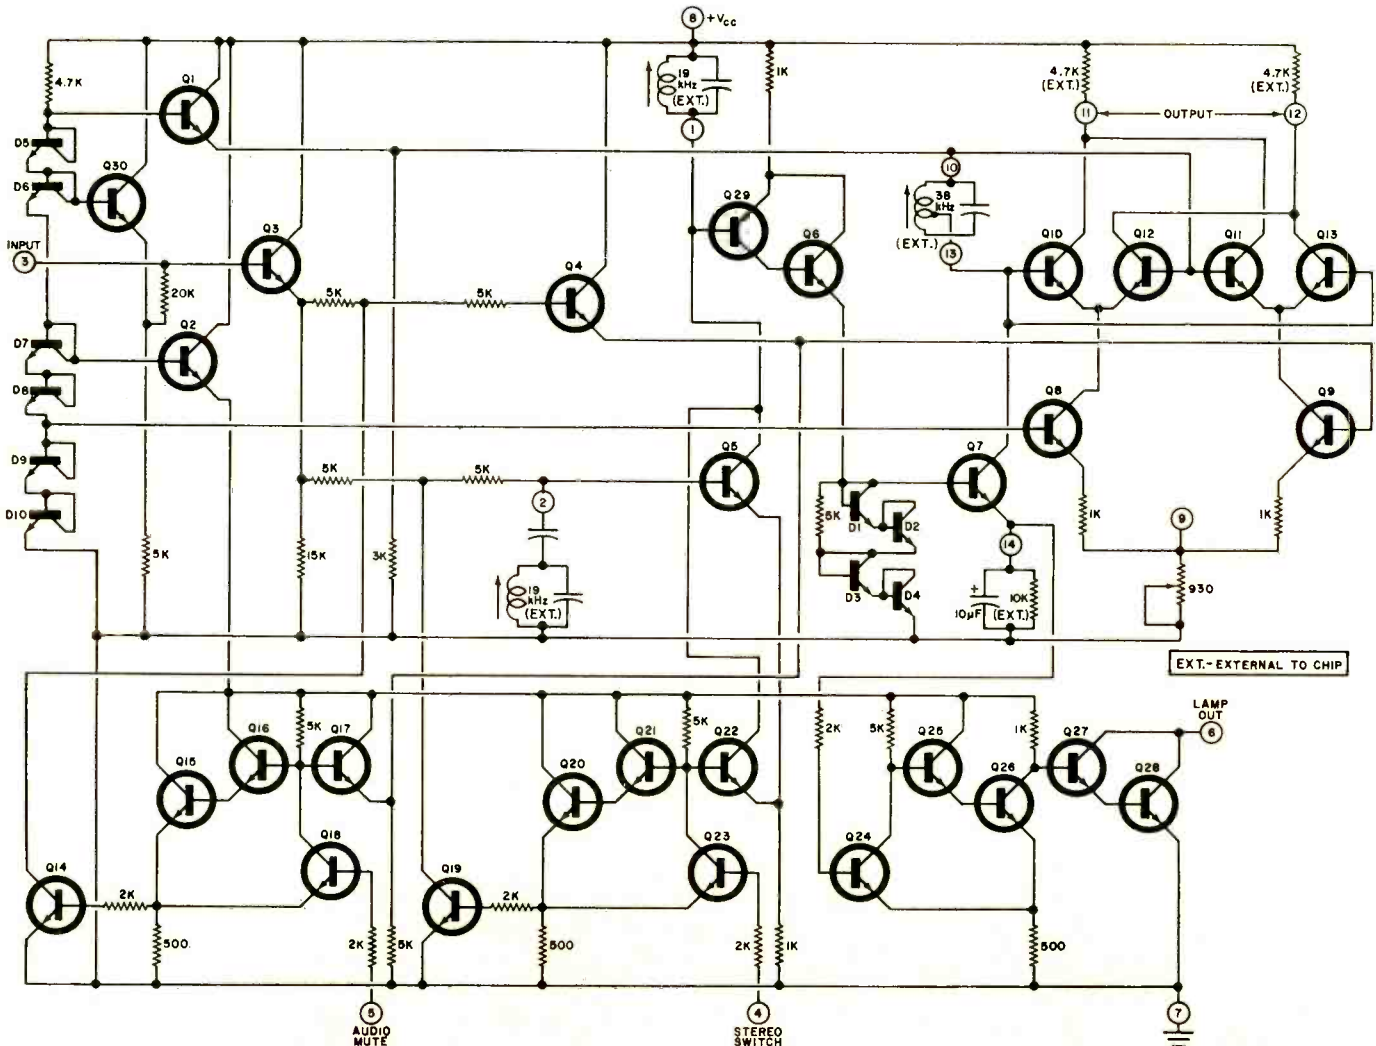 8 +VCC
4.7K
Q1
19 kHz (EXT.)
1K
4.7K (EXT.)
4.7K (EXT.)
1
11
OUTPUT
12
D5
D6
Q30
Q29
10
38 kHz
(EXT.)
13
INPUT
3
Q3
Q6
Q10
Q12
Q11
Q13
20K
5K
5K
Q4
Q2
D7
D8
Q8
Q9
D9
D10
5K
5K
Q5
Q7
2
5K
D1
D2
1K
1K
9
5K
15K
3K
19 kHz (EXT.)
D3
D4
14
+
10µF
10K (EXT.)
930
EXT.-EXTERNAL TO CHIP
Q16
5K
Q17
Q21
5K
Q22
2K
5K
Q25
1K
Q27
LAMP OUT
6
Q15
Q20
Q26
Q28
Q14
Q18
Q19
Q23
Q24
2K
2K
500
2K
5K
500
2K
1K
500
5
AUDIO MUTE
4
STEREO SWITCH
7